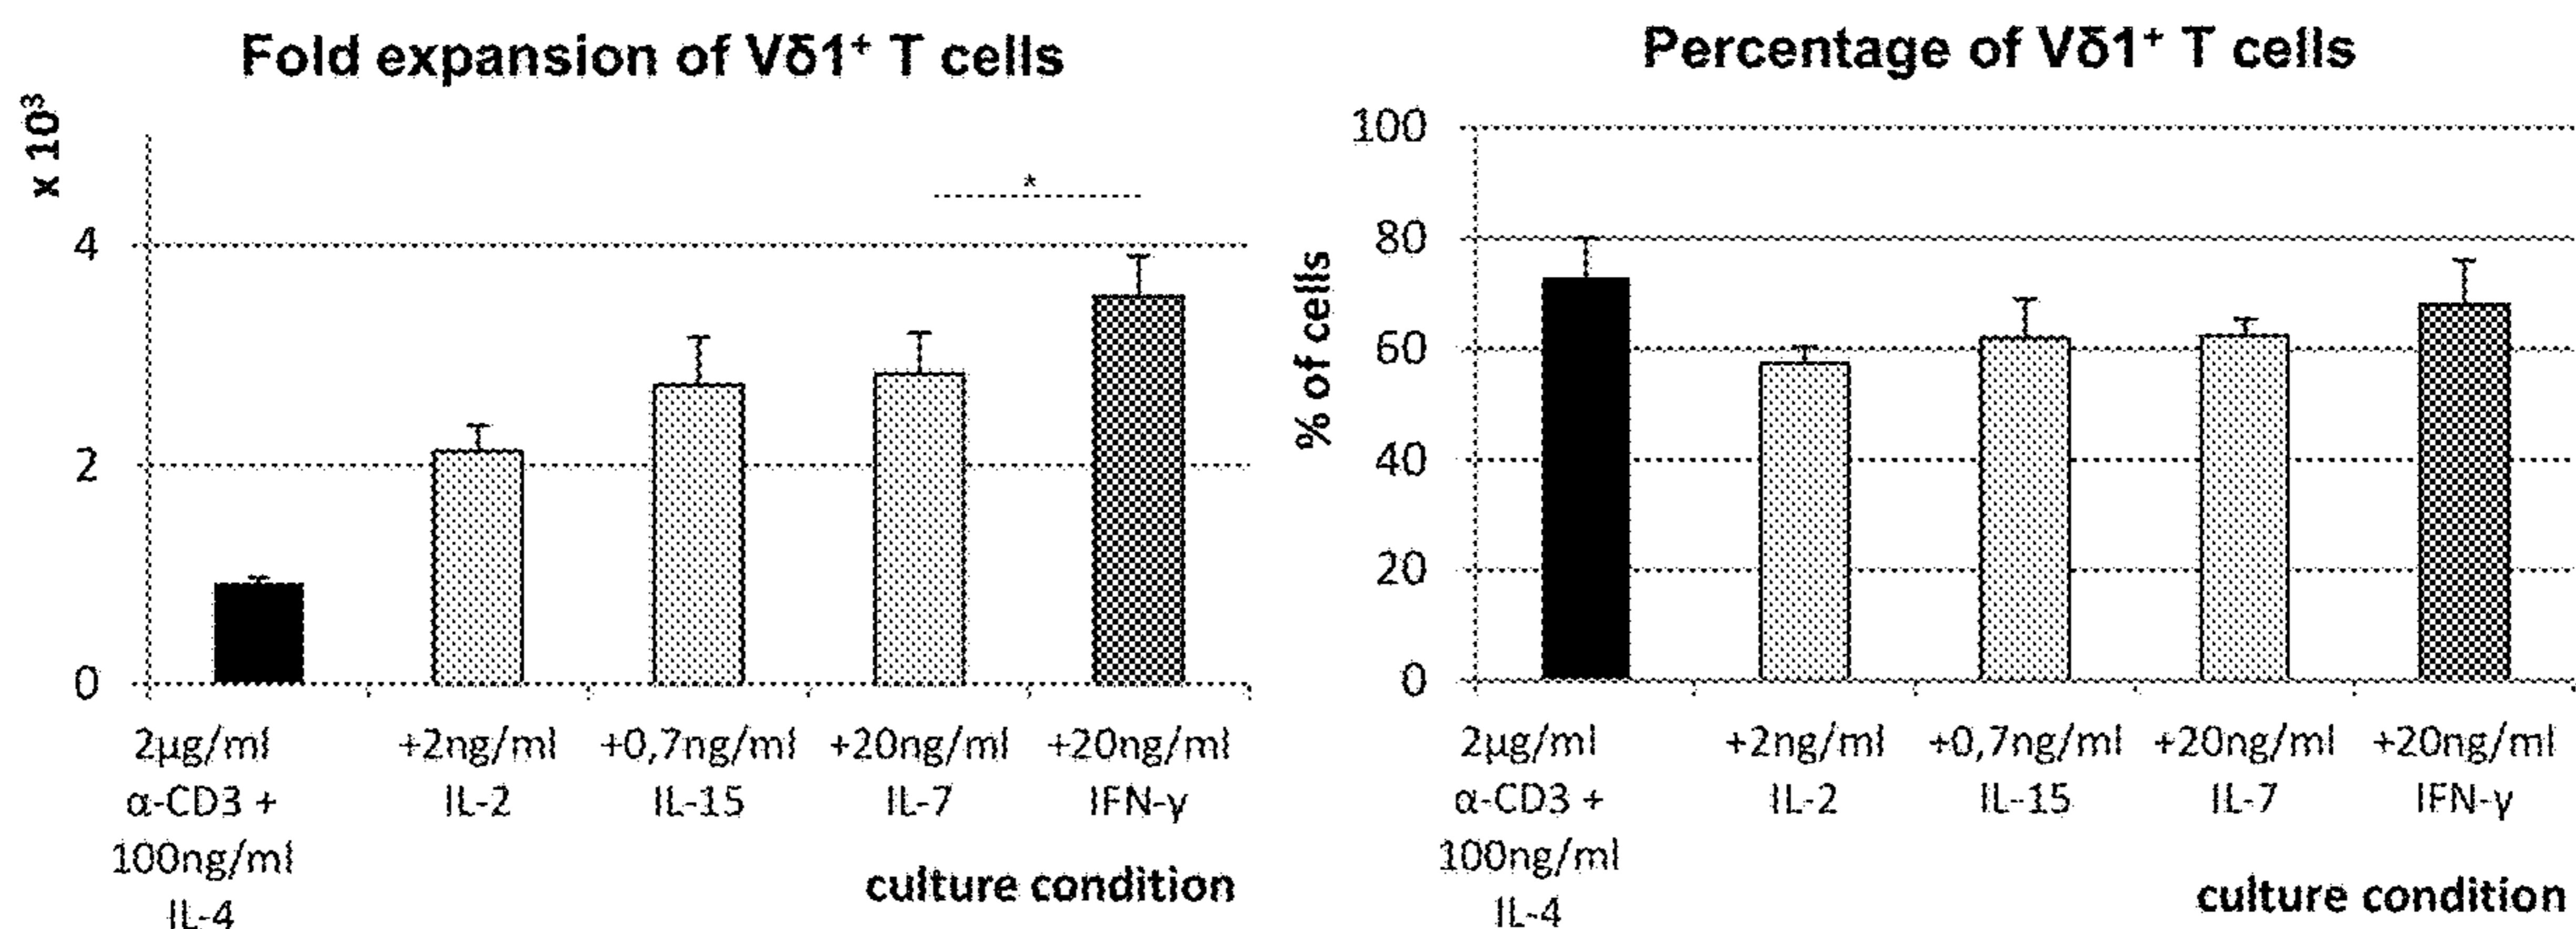 Fold expansion of Vδ1⁺ T cells
x 10³
4
2
0
*
2µg/ml
α-CD3 +
100ng/ml
IL-4
+2ng/ml
IL-2
+0,7ng/ml
IL-15
+20ng/ml
IL-7
+20ng/ml
IFN-γ
culture condition
Percentage of Vδ1⁺ T cells
% of cells
100
80
60
40
20
0
2µg/ml
α-CD3 +
100ng/ml
IL-4
+2ng/ml
IL-2
+0,7ng/ml
IL-15
+20ng/ml
IL-7
+20ng/ml
IFN-γ
culture condition